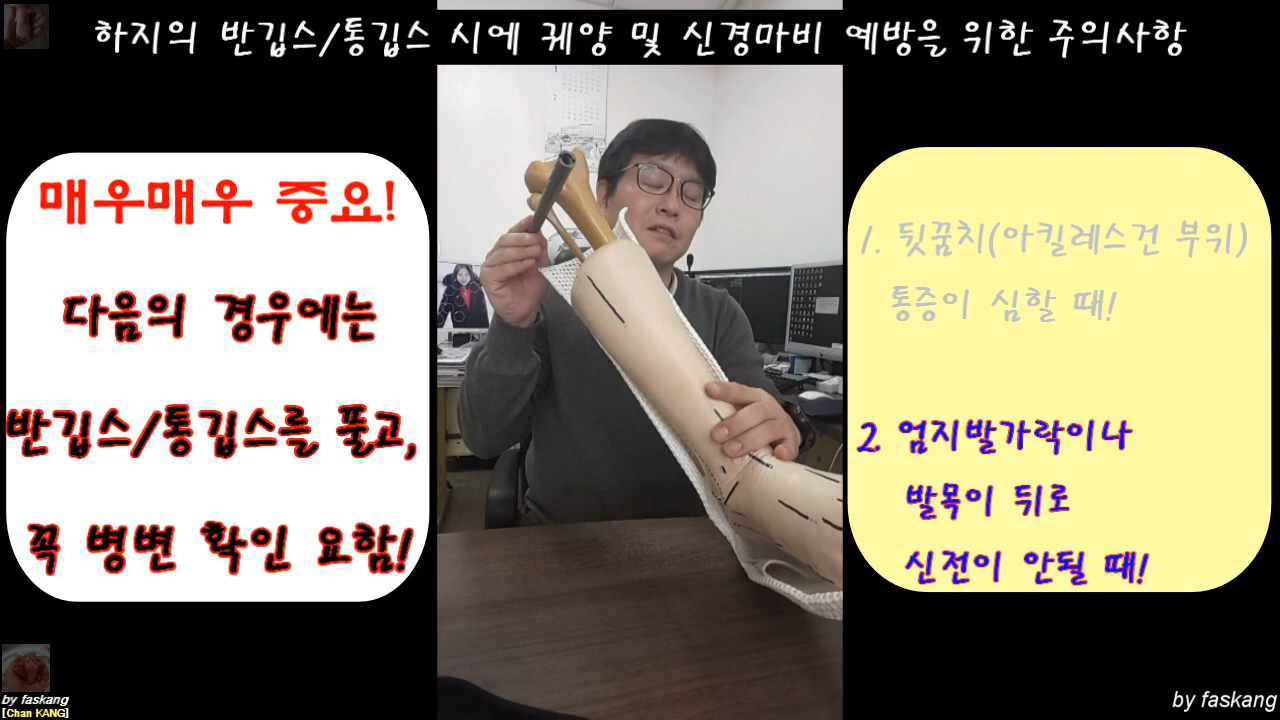 하지의 반깁스/통깁스 시에 궤양 및 신경마비 예방을 위한 주의사항
매우매우 중요!
다음의 경우에는
반깁스/통깁스를 풀고,
꼭 병변 확인 요함!
1. 뒷꿈치(아킬레스건 부위)
통증이 심할 때!
2. 엄지발가락이나
발목이 뒤로
신전이 안될 때!
by faskang
[Chan KANG]
by faskang